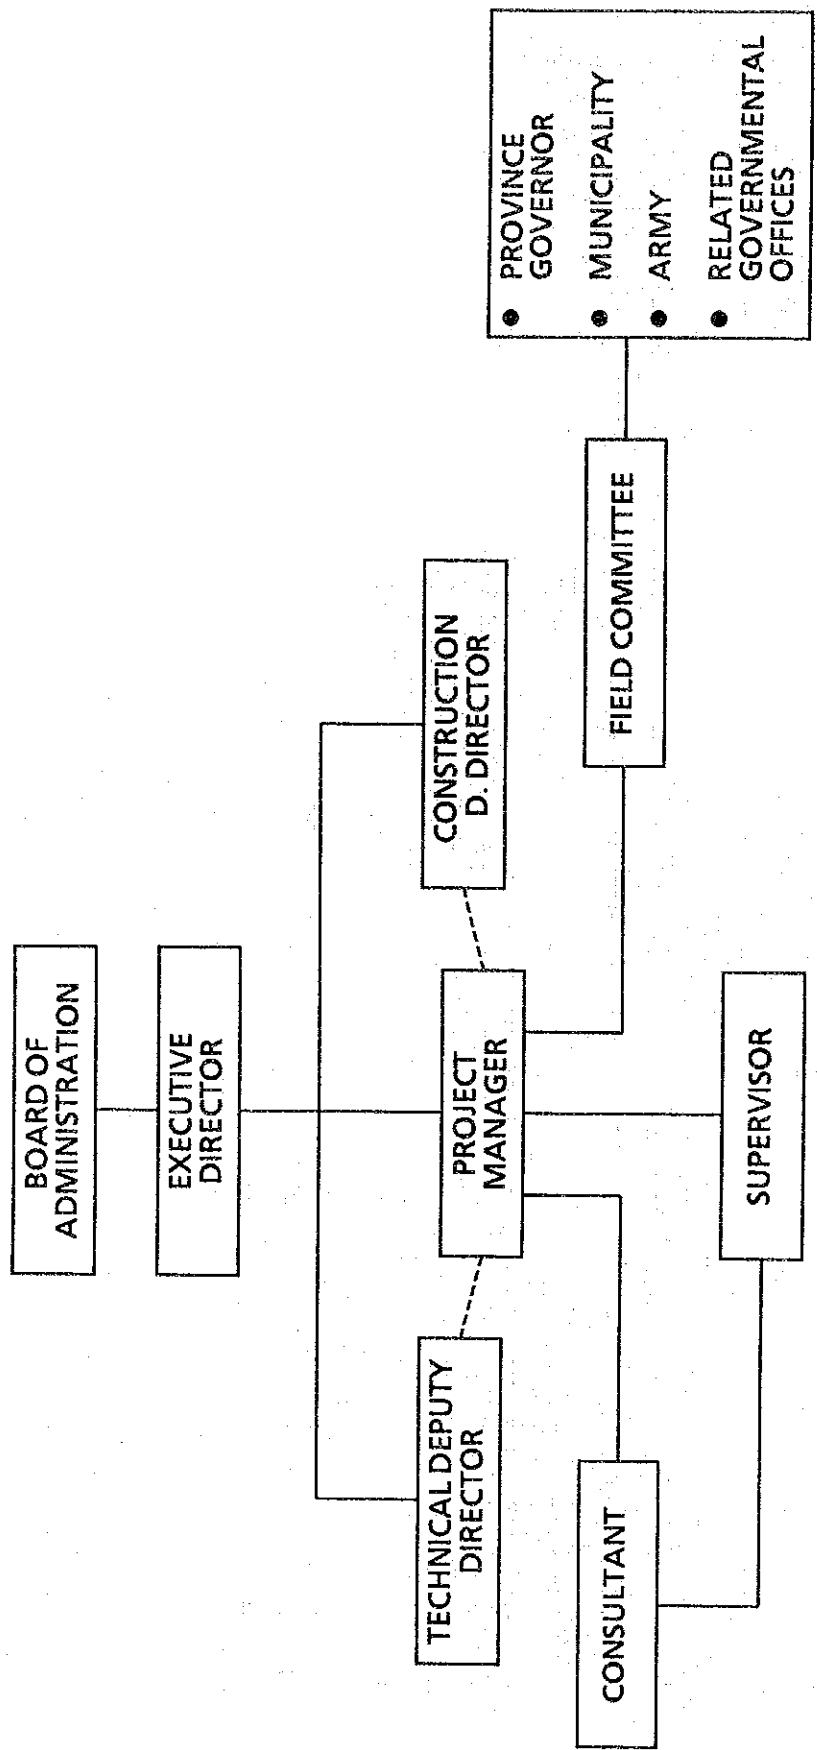 BOARD OF
ADMINISTRATION
EXECUTIVE
DIRECTOR
TECHNICAL DEPUTY
DIRECTOR
PROJECT
MANAGER
CONSTRUCTION
D. DIRECTOR
CONSULTANT
SUPERVISOR
FIELD COMMITTEE
● PROVINCE
GOVERNOR
● MUNICIPALITY
● ARMY
● RELATED
GOVERNMENTAL
OFFICES